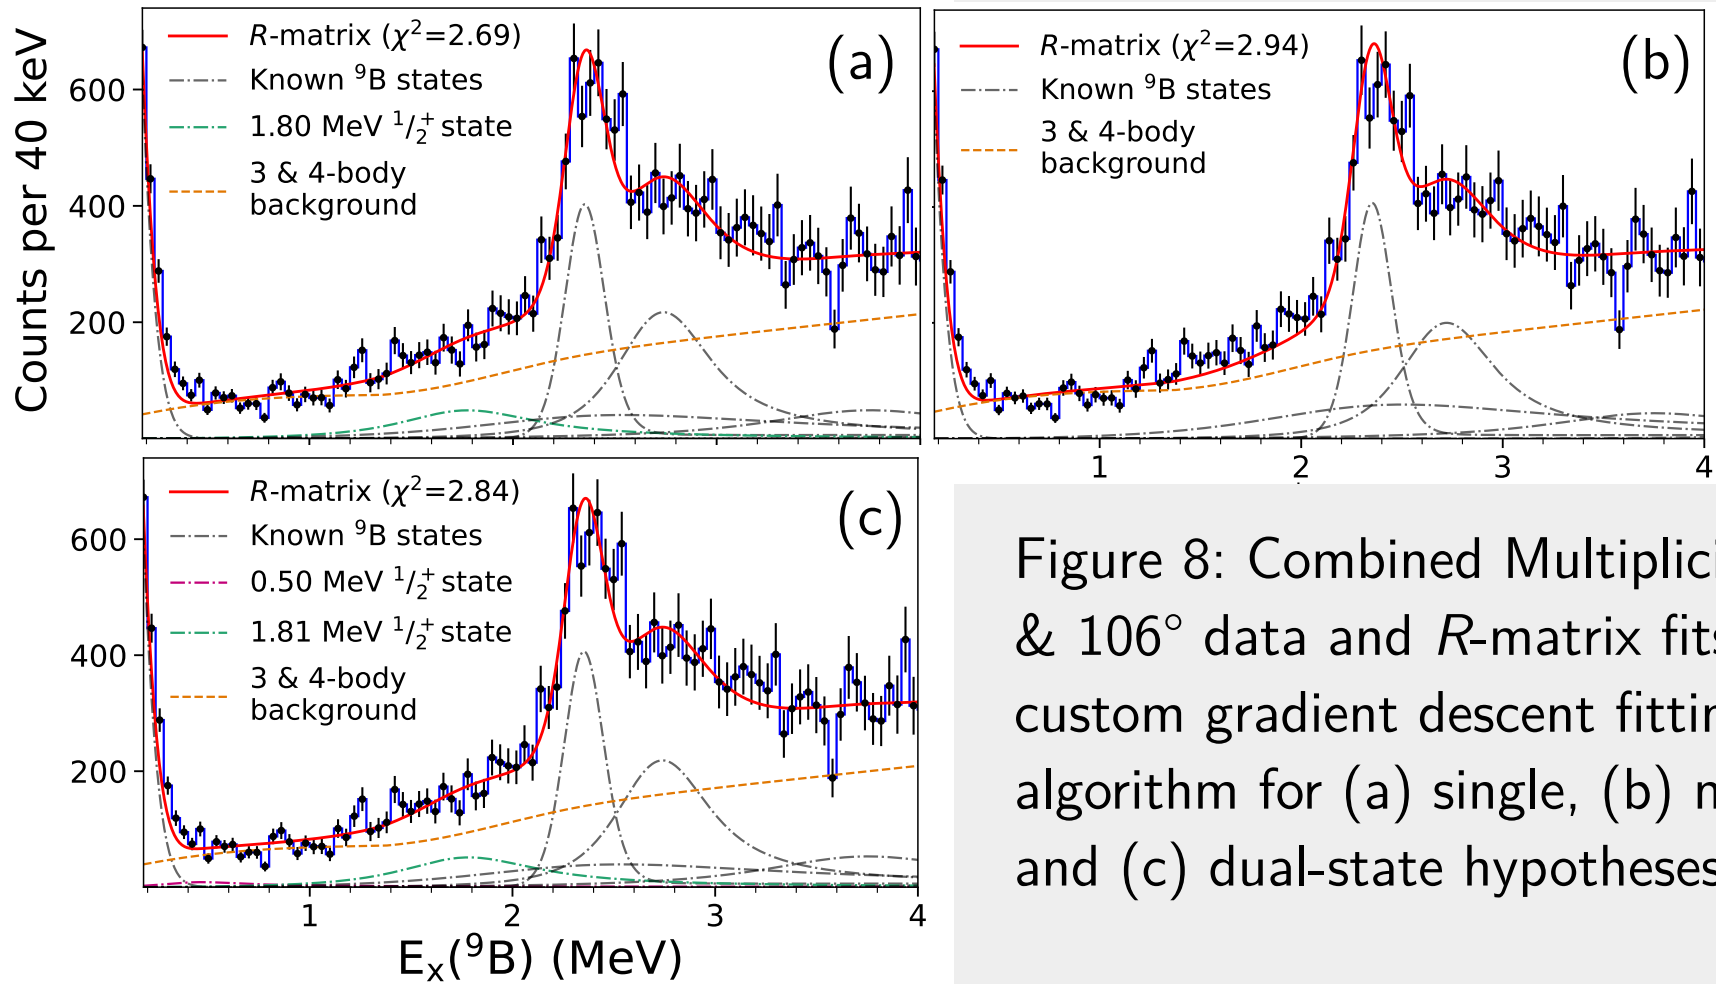 Counts per 40 keV
R-matrix (χ²=2.69)
Known ⁹B states
1.80 MeV ¹/₂⁺ state
3 & 4-body
background
(a)
600
400
200
R-matrix (χ²=2.94)
Known ⁹B states
3 & 4-body
background
(b)
1
2
3
4
R-matrix (χ²=2.84)
Known ⁹B states
0.50 MeV ¹/₂⁺ state
1.81 MeV ¹/₂⁺ state
3 & 4-body
background
(c)
600
400
200
1
2
3
4
Eₓ(⁹B) (MeV)
Figure 8: Combined Multiplici
& 106° data and R-matrix fits
custom gradient descent fittin
algorithm for (a) single, (b) n
and (c) dual-state hypotheses